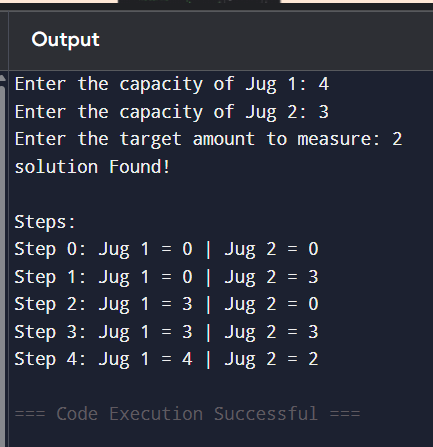 Output
Enter the capacity of Jug 1: 4
Enter the capacity of Jug 2: 3
Enter the target amount to measure: 2
solution Found!
Steps:
Step 0: Jug 1 = 0 | Jug 2 = 0
Step 1: Jug 1 = 0 | Jug 2 = 3
Step 2: Jug 1 = 3 | Jug 2 = 0
Step 3: Jug 1 = 3 | Jug 2 = 3
Step 4: Jug 1 = 4 | Jug 2 = 2
=== Code Execution Successful ===